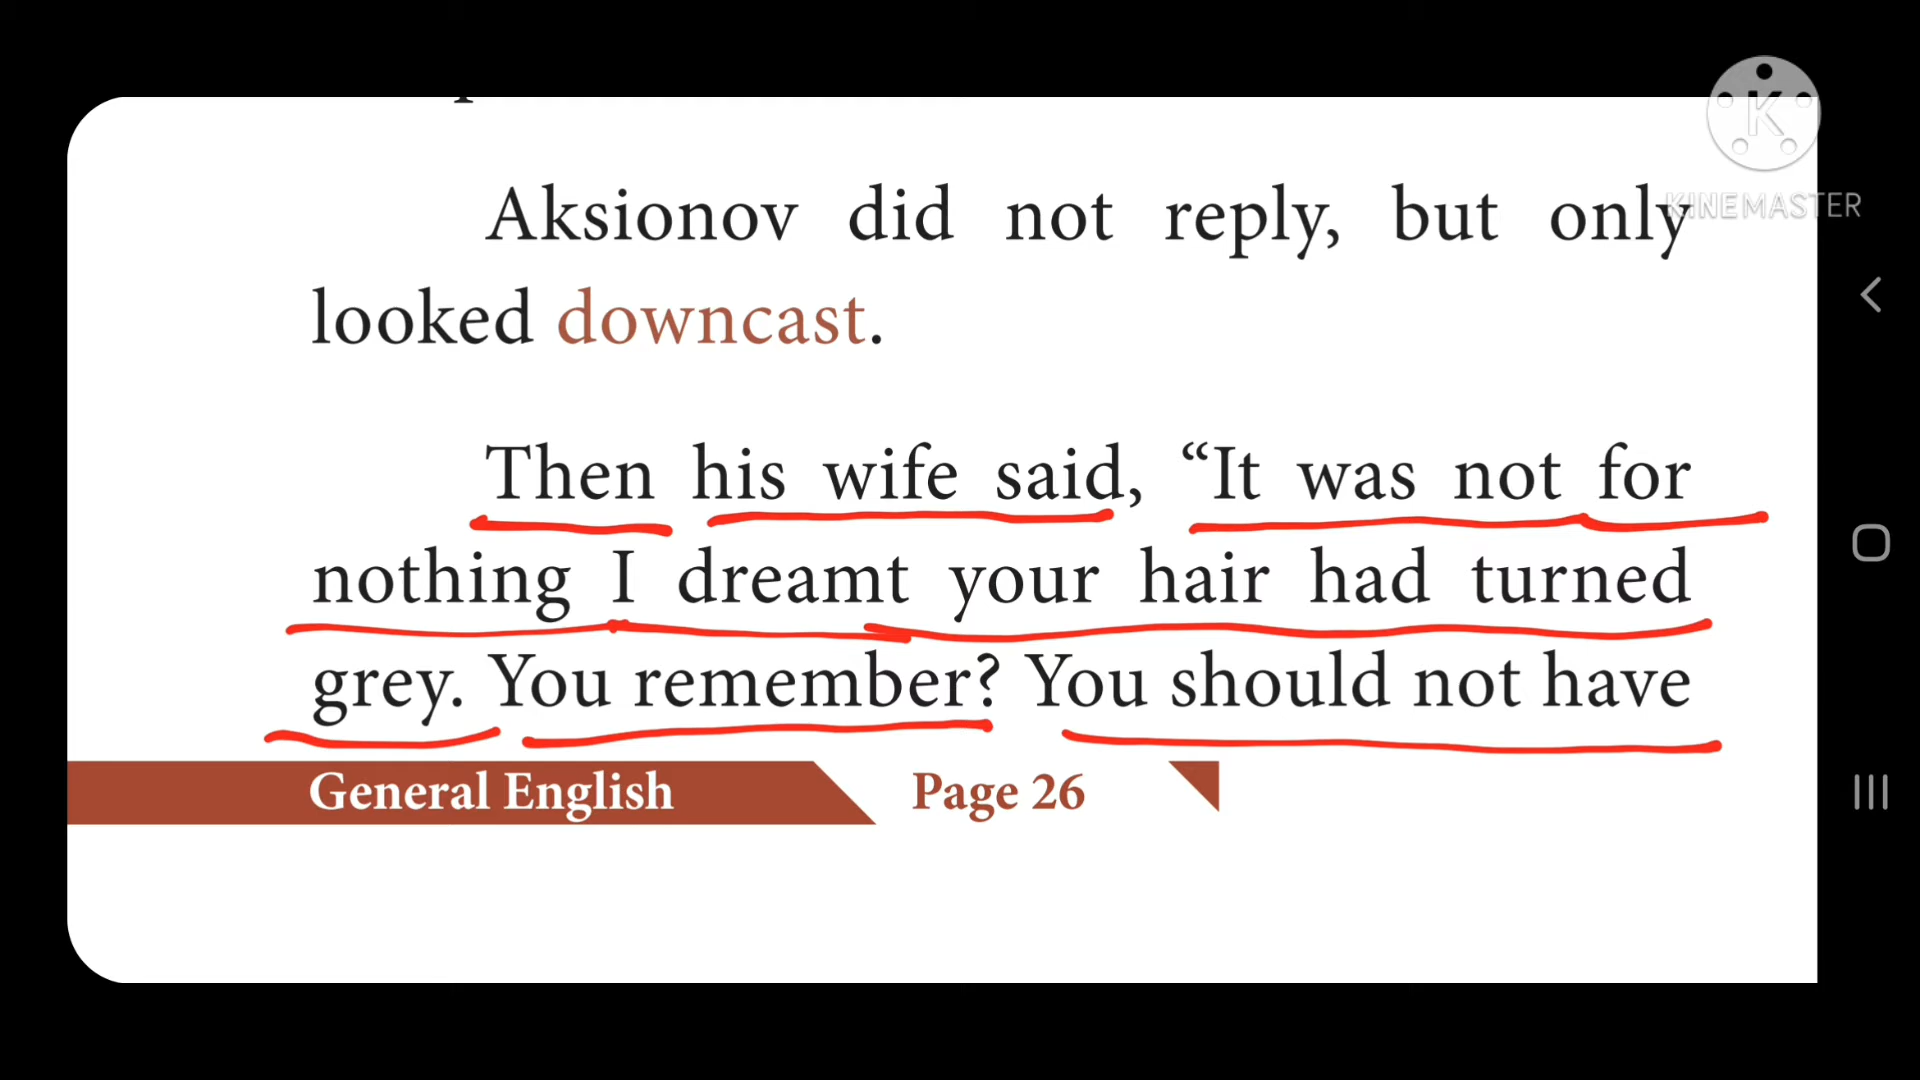 K
KINEMASTER
Aksionov did not reply, but only
looked downcast.
Then his wife said, “It was not for
nothing I dreamt your hair had turned
grey. You remember? You should not have
General English
Page 26